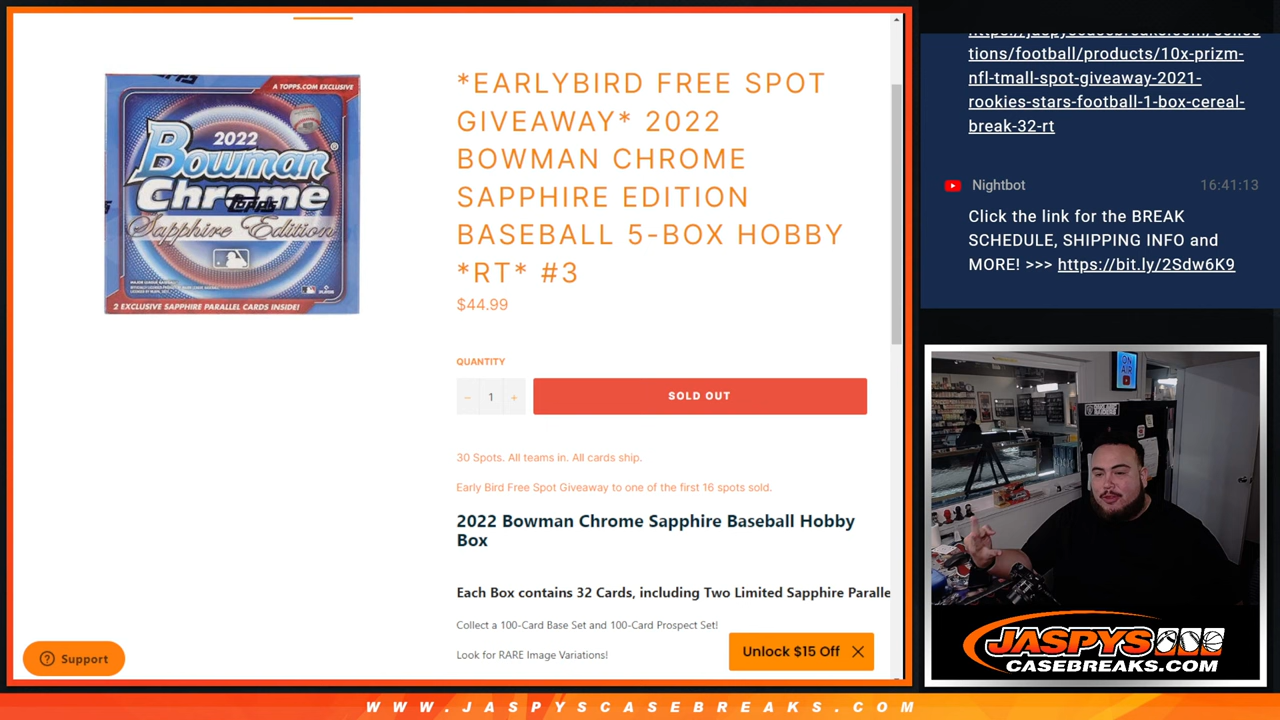 A TOPPS.COM EXCLUSIVE
2022
Bowman
Chrome
TOPPS
Sapphire Edition
2 EXCLUSIVE SAPPHIRE PARALLEL CARDS INSIDE!
*EARLYBIRD FREE SPOT
GIVEAWAY* 2022
BOWMAN CHROME
SAPPHIRE EDITION
BASEBALL 5-BOX HOBBY
*RT* #3
$44.99
QUANTITY
− 1 +
SOLD OUT
30 Spots. All teams in. All cards ship.
Early Bird Free Spot Giveaway to one of the first 16 spots sold.
2022 Bowman Chrome Sapphire Baseball Hobby
Box
Each Box contains 32 Cards, including Two Limited Sapphire Paralle
Collect a 100-Card Base Set and 100-Card Prospect Set!
Look for RARE Image Variations!
Support
Unlock $15 Off
https://jaspyscasebreaks.com/collec
tions/football/products/10x-prizm-
nfl-tmall-spot-giveaway-2021-
rookies-stars-football-1-box-cereal-
break-32-rt
Nightbot 16:41:13
Click the link for the BREAK
SCHEDULE, SHIPPING INFO and
MORE! >>> https://bit.ly/2Sdw6K9
ON
AIR
JASPYS
CASEBREAKS.COM
WWW.JASPYSCASEBREAKS.COM